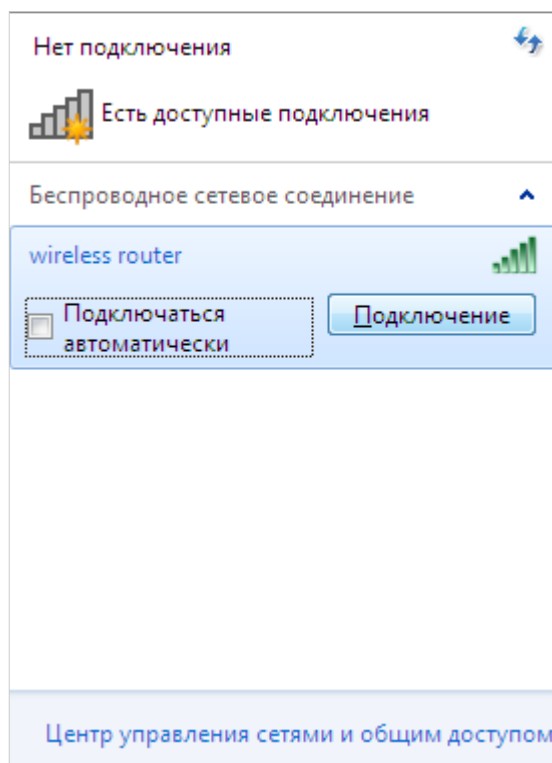 Нет подключения
Есть доступные подключения
Беспроводное сетевое соединение
wireless router
Подключаться
автоматически
Подключение
Центр управления сетями и общим доступом